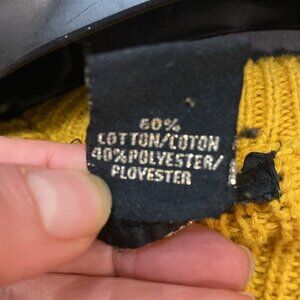 60%
COTTON/COTON
40%POLYESTER/
PLOYESTER